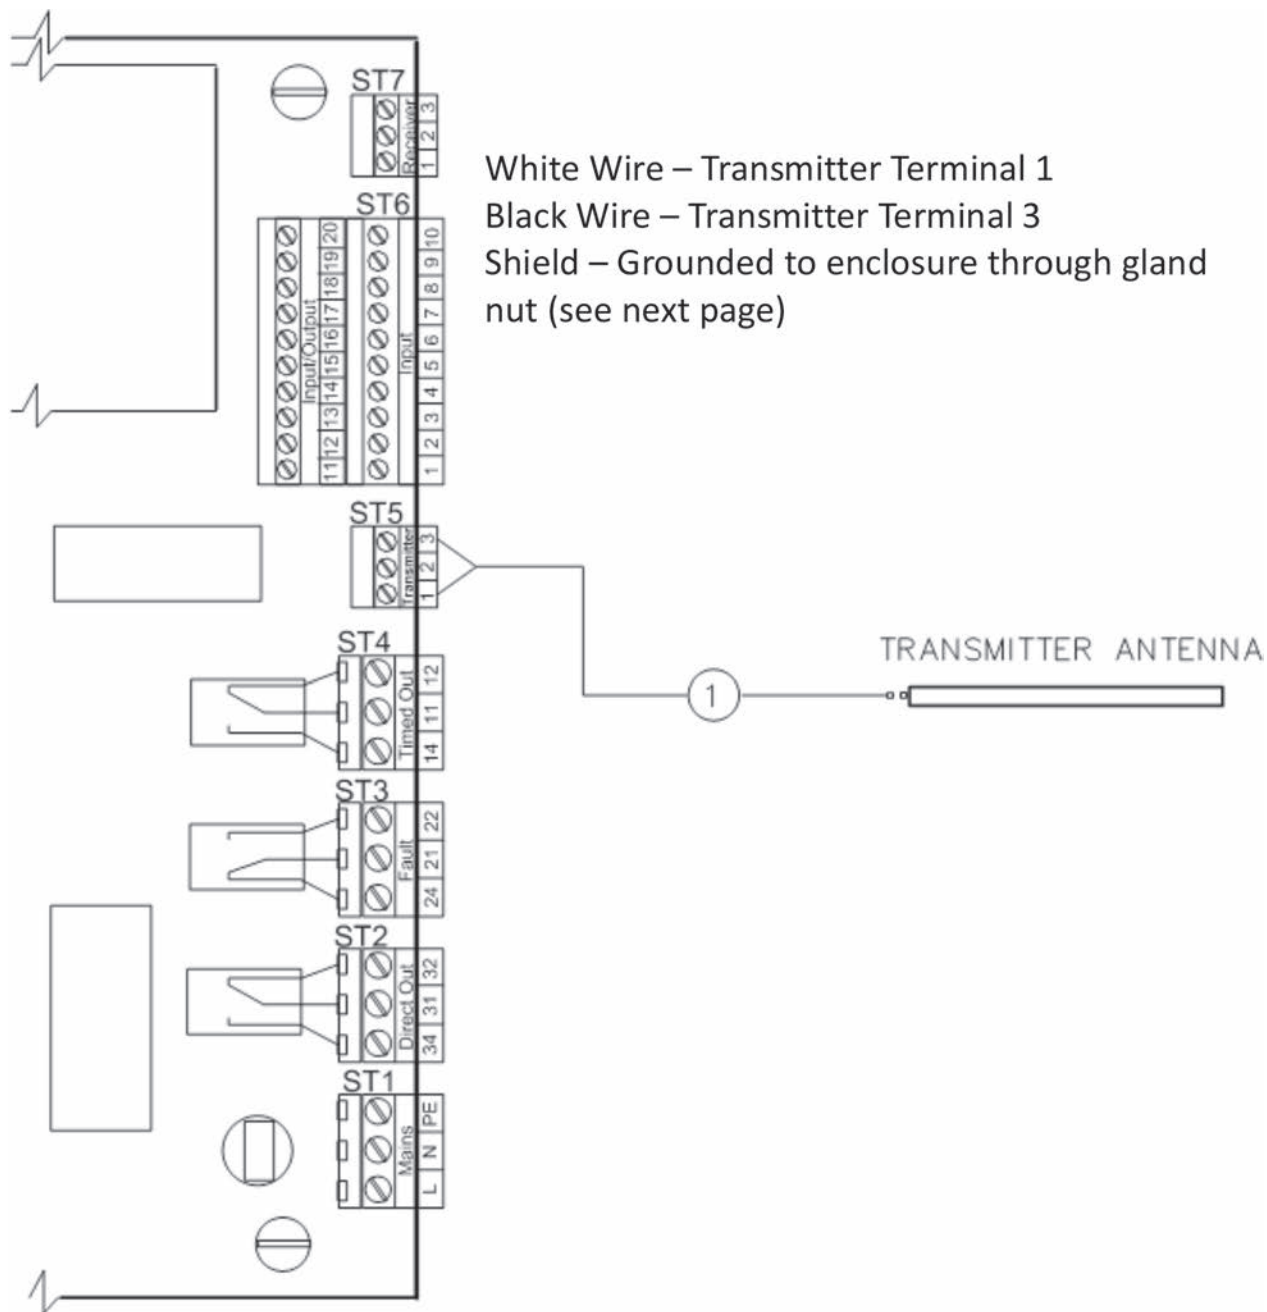 ST7
Receiver
3
2
1
White Wire – Transmitter Terminal 1
Black Wire – Transmitter Terminal 3
Shield – Grounded to enclosure through gland
nut (see next page)
ST6
Input/Output
20
19
18
17
16
15
14
13
12
11
Input
10
9
8
7
6
5
4
3
2
1
ST5
Transmitter
3
2
1
TRANSMITTER ANTENNA
1
ST4
Timed Out
12
11
14
ST3
Fault
22
21
24
ST2
Direct Out
32
31
34
ST1
Mains
PE
N
L